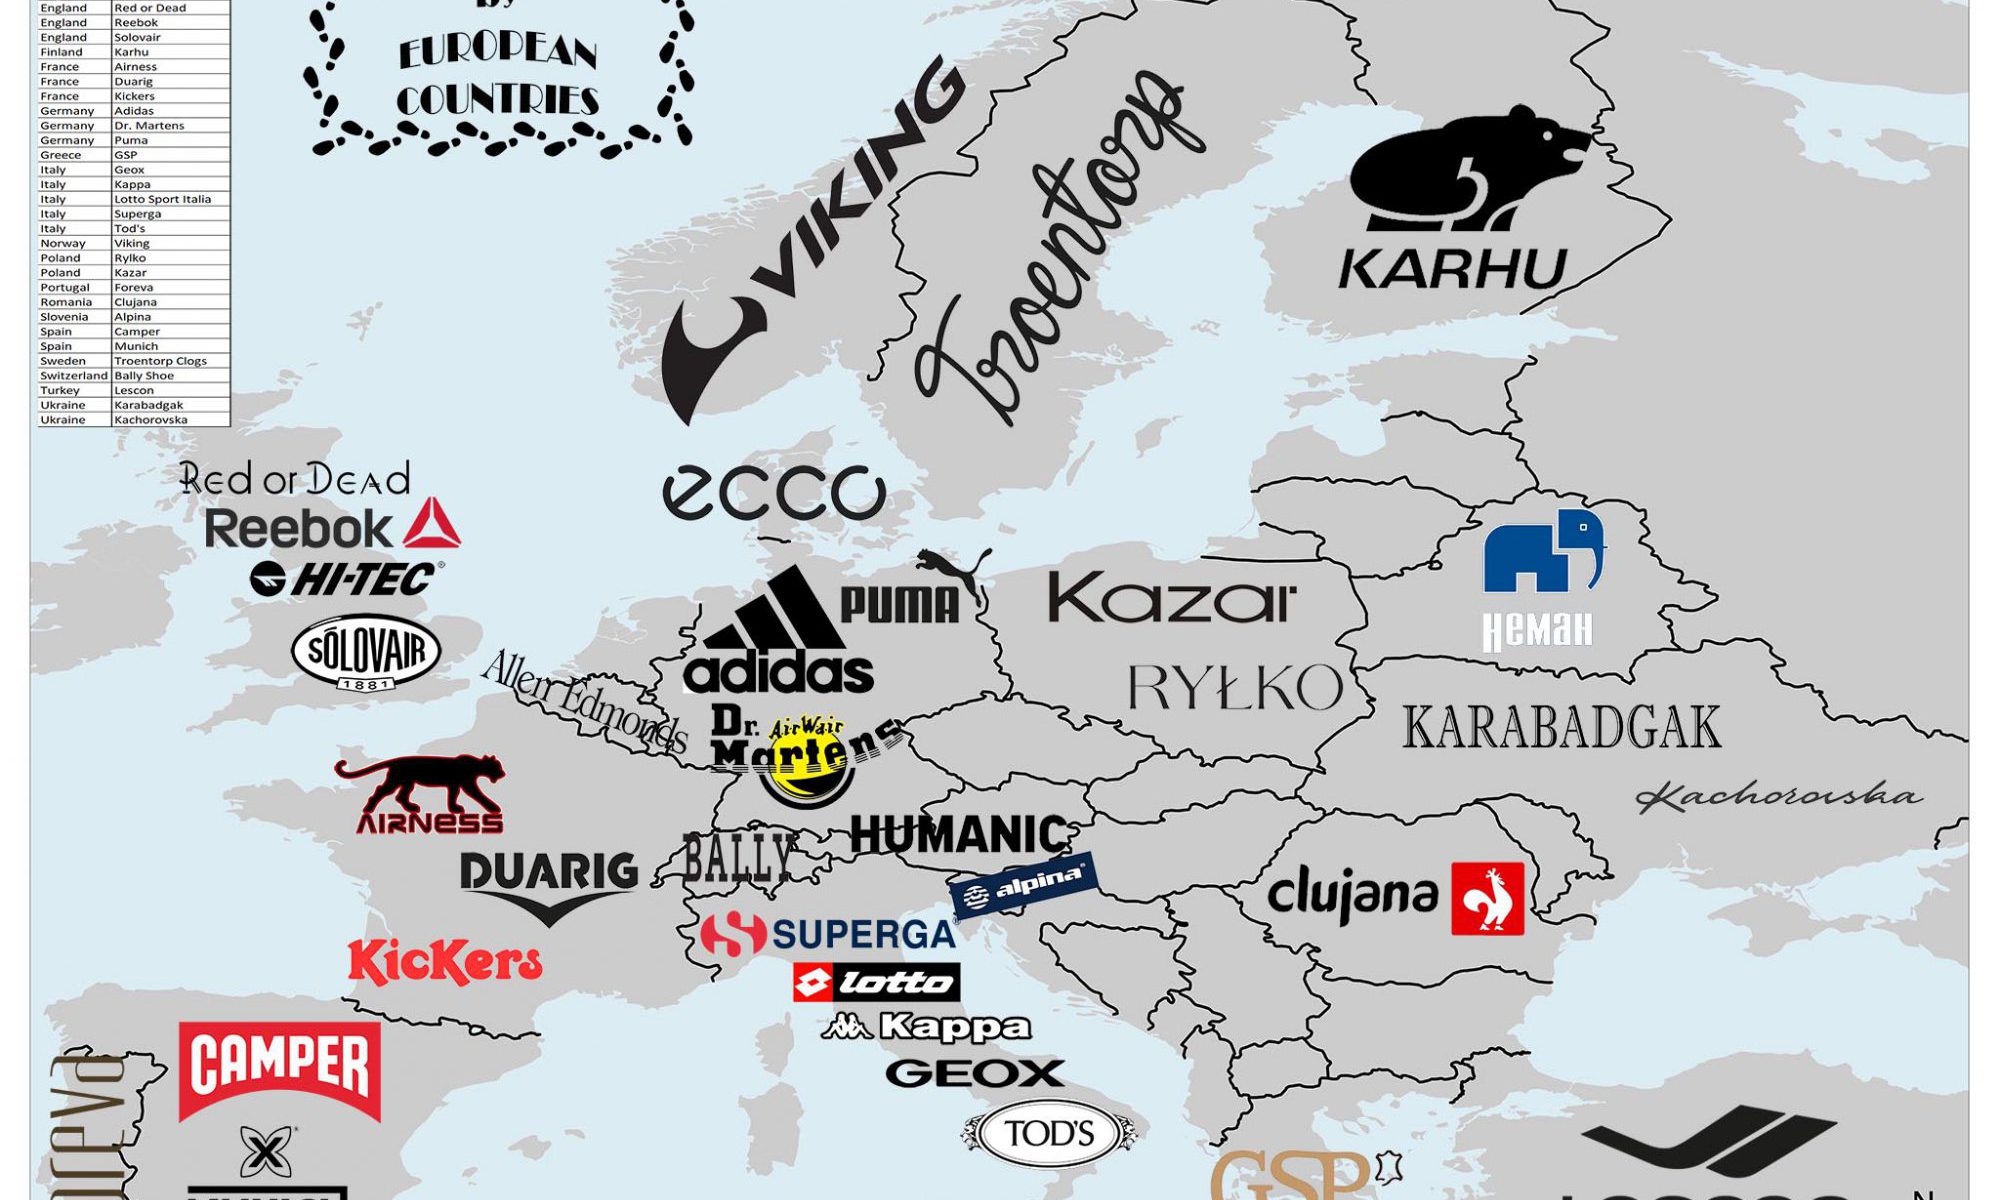 England Red or Dead
England Reebok
England Solovair
Finland Karhu
France Airness
France Duarig
France Kickers
Germany Adidas
Germany Dr. Martens
Germany Puma
Greece GSP
Italy Geox
Italy Kappa
Italy Lotto Sport Italia
Italy Superga
Italy Tod's
Norway Viking
Poland Rylko
Poland Kazar
Portugal Foreva
Romania Clujana
Slovenia Alpina
Spain Camper
Spain Munich
Sweden Troentorp Clogs
Switzerland Bally Shoe
Turkey Lescon
Ukraine Karabadgak
Ukraine Kachorovska
by
EUROPEAN
COUNTRIES
VIKING
Troentorp
KARHU
Red or Dead
Reebok
HI-TEC®
SŌLOVAIR
1881
ecco
PUMA
adidas
Kazar
RYŁKO
неман
Allen Edmonds
Dr. AirWair
Martens
KARABADGAK
Kachorovska
AIRNESS
DUARIG
KicKers
BALLY
HUMANIC
alpina®
clujana
SUPERGA®
lotto
Kappa
GEOX
TOD'S
CAMPER
GSP
N